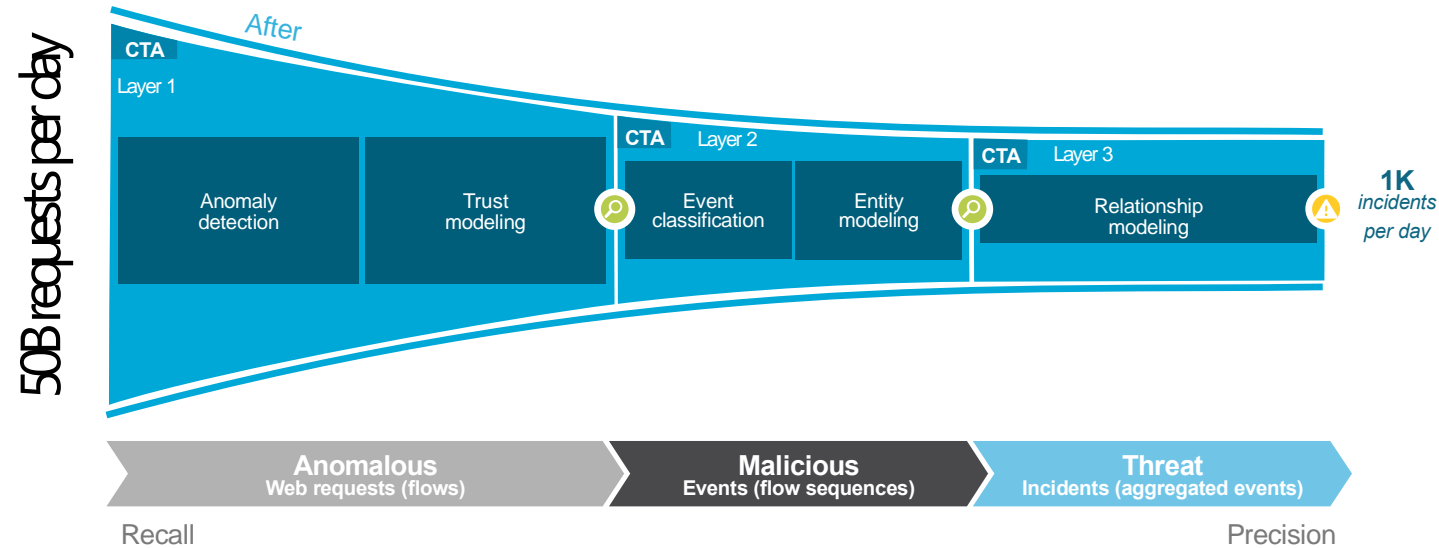 50B requests per day
After
CTA
Layer 1
Anomaly
detection
Trust
modeling
CTA
Layer 2
Event
classification
Entity
modeling
CTA
Layer 3
Relationship
modeling
1K
incidents
per day
Anomalous
Web requests (flows)
Malicious
Events (flow sequences)
Threat
Incidents (aggregated events)
Recall
Precision